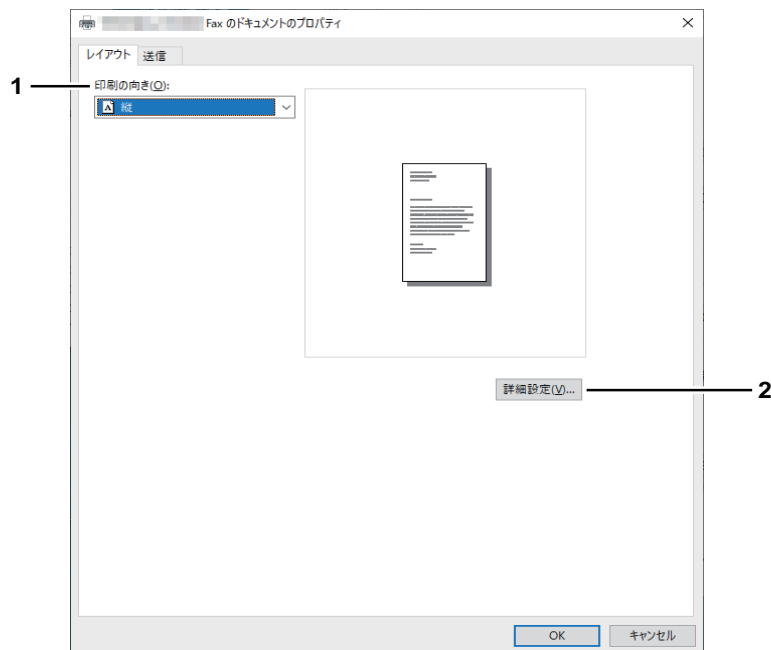 Fax のドキュメントのプロパティ
レイアウト 送信
1
印刷の向き(O):
縦
詳細設定(V)...
2
OK キャンセル